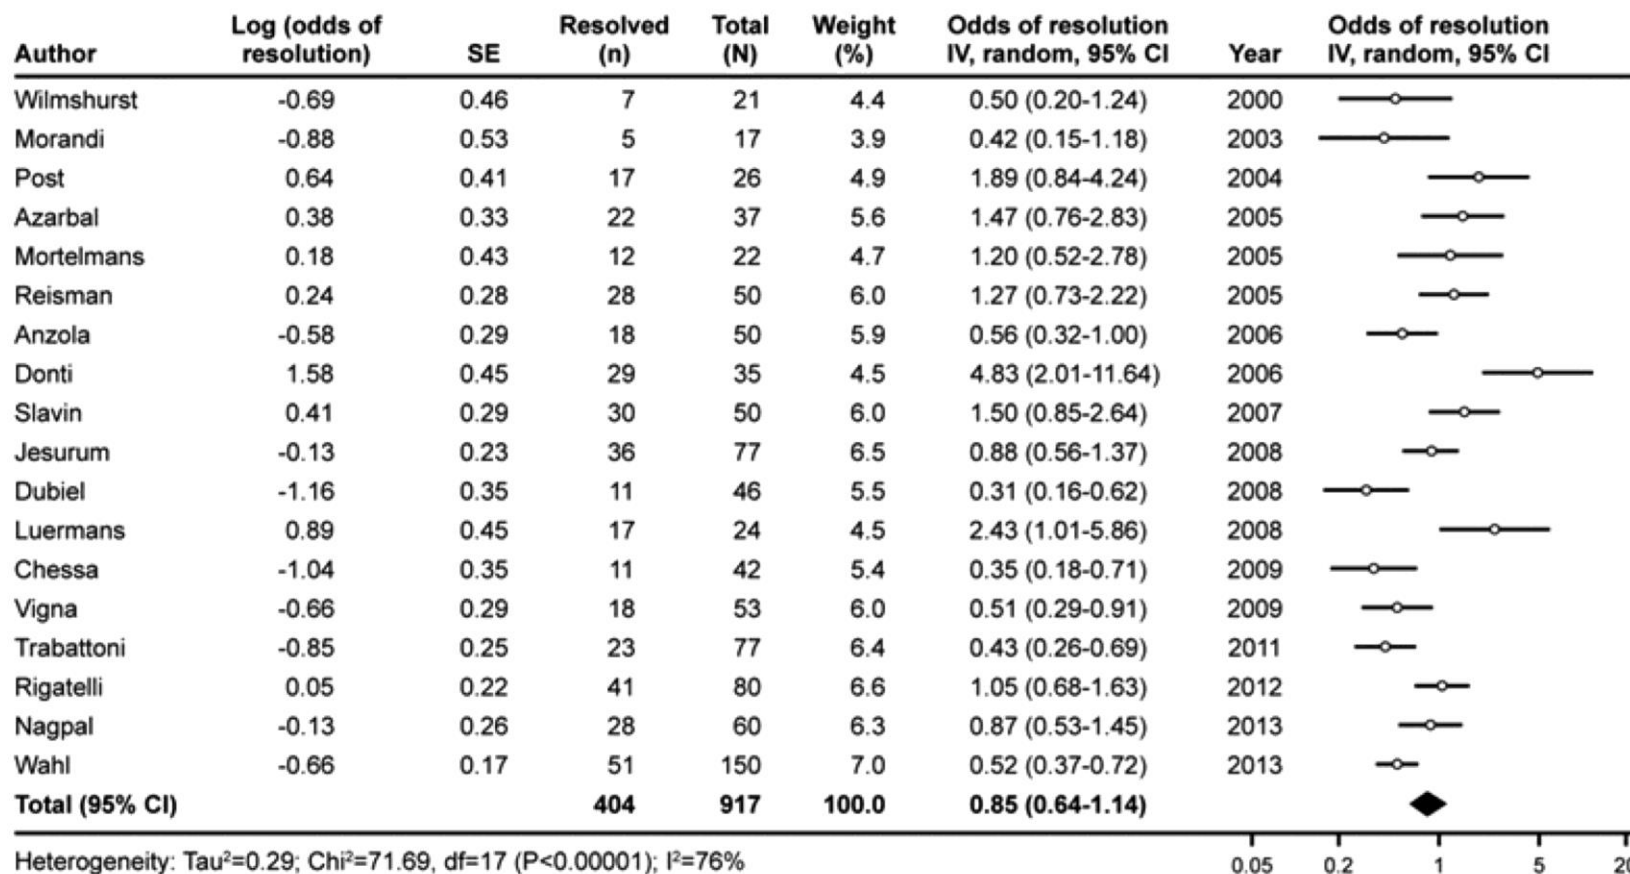 Log (odds of Resolved Total Weight Odds of resolution Odds of resolution
Author resolution) SE (n) (N) (%) IV, random, 95% CI Year IV, random, 95% CI
Wilmshurst -0.69 0.46 7 21 4.4 0.50 (0.20-1.24) 2000
Morandi -0.88 0.53 5 17 3.9 0.42 (0.15-1.18) 2003
Post 0.64 0.41 17 26 4.9 1.89 (0.84-4.24) 2004
Azarbal 0.38 0.33 22 37 5.6 1.47 (0.76-2.83) 2005
Mortelmans 0.18 0.43 12 22 4.7 1.20 (0.52-2.78) 2005
Reisman 0.24 0.28 28 50 6.0 1.27 (0.73-2.22) 2005
Anzola -0.58 0.29 18 50 5.9 0.56 (0.32-1.00) 2006
Donti 1.58 0.45 29 35 4.5 4.83 (2.01-11.64) 2006
Slavin 0.41 0.29 30 50 6.0 1.50 (0.85-2.64) 2007
Jesurum -0.13 0.23 36 77 6.5 0.88 (0.56-1.37) 2008
Dubiel -1.16 0.35 11 46 5.5 0.31 (0.16-0.62) 2008
Luermans 0.89 0.45 17 24 4.5 2.43 (1.01-5.86) 2008
Chessa -1.04 0.35 11 42 5.4 0.35 (0.18-0.71) 2009
Vigna -0.66 0.29 18 53 6.0 0.51 (0.29-0.91) 2009
Trabattoni -0.85 0.25 23 77 6.4 0.43 (0.26-0.69) 2011
Rigatelli 0.05 0.22 41 80 6.6 1.05 (0.68-1.63) 2012
Nagpal -0.13 0.26 28 60 6.3 0.87 (0.53-1.45) 2013
Wahl -0.66 0.17 51 150 7.0 0.52 (0.37-0.72) 2013
Total (95% CI) 404 917 100.0 0.85 (0.64-1.14)
Heterogeneity: Tau²=0.29; Chi²=71.69, df=17 (P<0.00001); I²=76% 0.05 0.2 1 5 20